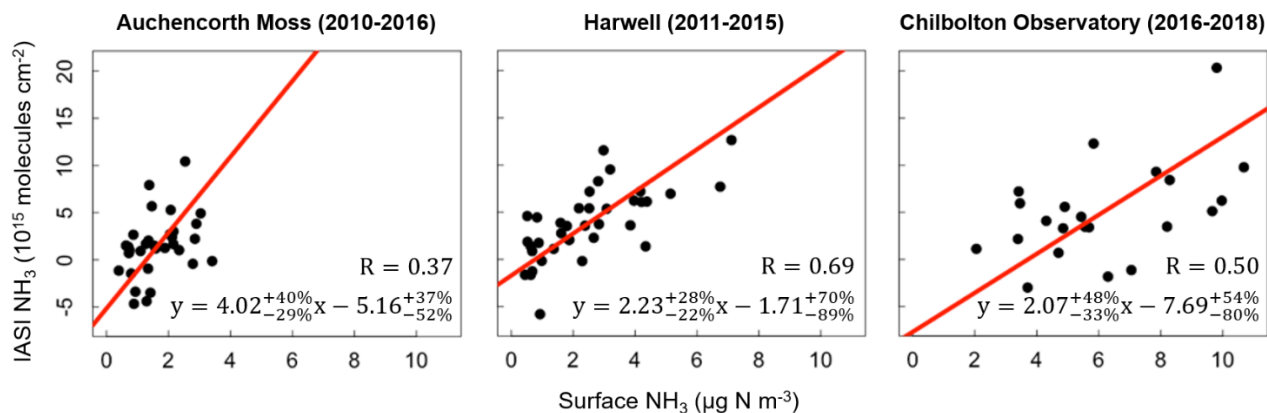 Auchencorth Moss (2010-2016)
Harwell (2011-2015)
Chilbolton Observatory (2016-2018)
IASI NH₃ (10¹⁵ molecules cm⁻²)
20
15
10
5
0
-5
R = 0.37
y = 4.02⁺⁴⁰%₋₂₉%x − 5.16⁺³⁷%₋₅₂%
R = 0.69
y = 2.23⁺²⁸%₋₂₂%x − 1.71⁺⁷⁰%₋₈₉%
R = 0.50
y = 2.07⁺⁴⁸%₋₃₃%x − 7.69⁺⁵⁴%₋₈₀%
0 2 4 6 8 10
0 2 4 6 8 10
0 2 4 6 8 10
Surface NH₃ (µg N m⁻³)